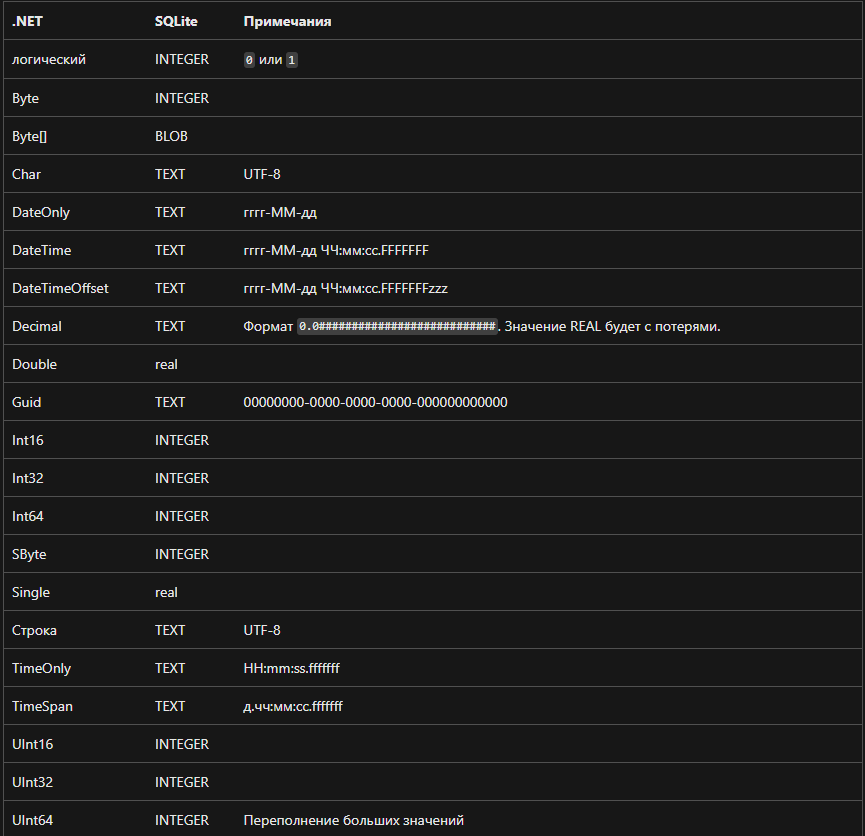 .NET SQLite Примечания
логический INTEGER 0 или 1
Byte INTEGER
Byte[] BLOB
Char TEXT UTF-8
DateOnly TEXT гггг-ММ-дд
DateTime TEXT гггг-ММ-дд ЧЧ:мм:сс.FFFFFFF
DateTimeOffset TEXT гггг-ММ-дд ЧЧ:мм:сс.FFFFFFFzzz
Decimal TEXT Формат 0.0###########################. Значение REAL будет с потерями.
Double real
Guid TEXT 00000000-0000-0000-0000-000000000000
Int16 INTEGER
Int32 INTEGER
Int64 INTEGER
SByte INTEGER
Single real
Строка TEXT UTF-8
TimeOnly TEXT HH:mm:ss.fffffff
TimeSpan TEXT д.чч:мм:сс.fffffff
UInt16 INTEGER
UInt32 INTEGER
UInt64 INTEGER Переполнение больших значений